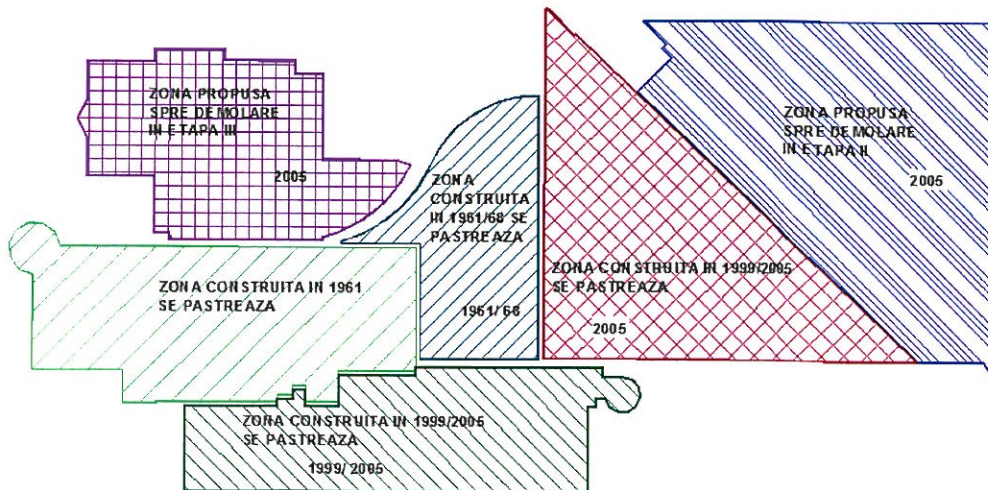 ZONA PROPUSA
SPRE DEMOLARE
IN ETAPA III
2005
ZONA
CONSTRUITA
IN 1961/68 SE
PASTREAZA
1961/68
ZONA PROPUSA
SPRE DEMOLARE
IN ETAPA II
2005
ZONA CONSTRUITA IN 1999/2005
SE PASTREAZA
2005
ZONA CONSTRUITA IN 1961
SE PASTREAZA
ZONA CONSTRUITA IN 1999/2005
SE PASTREAZA
1999/2005